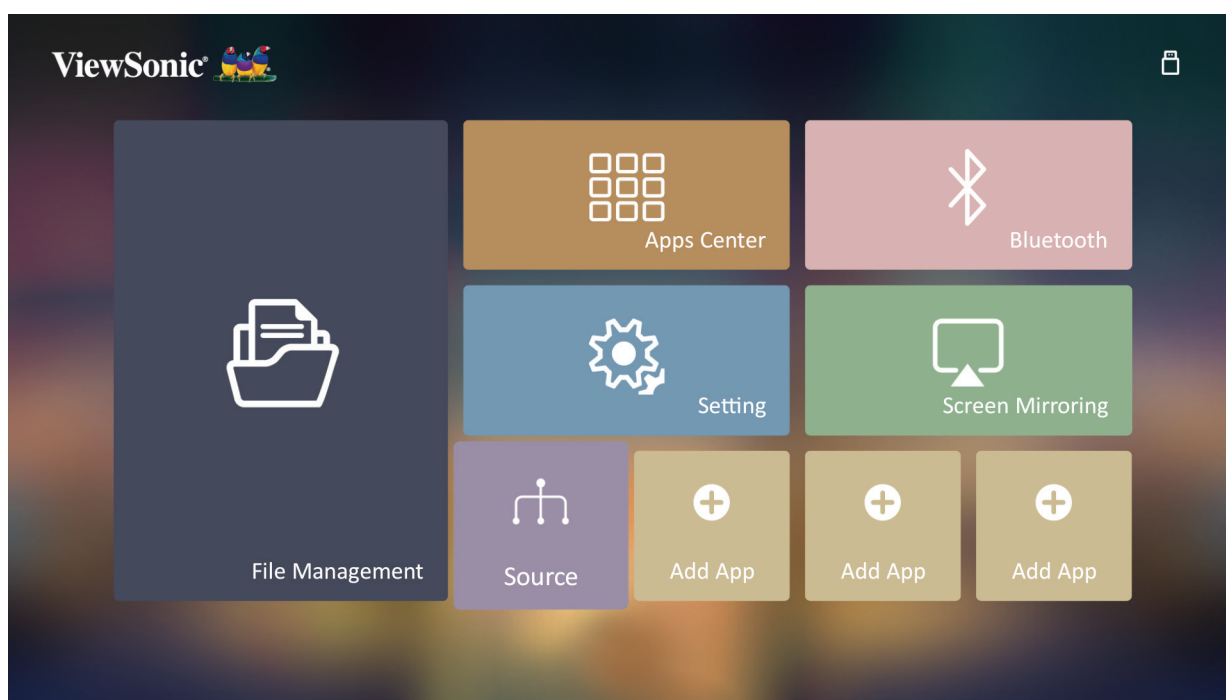 ViewSonic®
Apps Center
Bluetooth
Setting
Screen Mirroring
File Management
Source
Add App
Add App
Add App